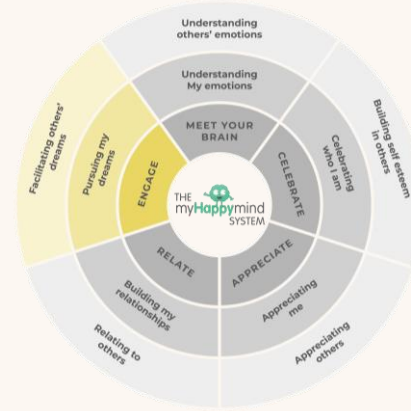 Understanding
others' emotions
Understanding
My emotions
MEET YOUR
BRAIN
Building self esteem
in others
Celebrating
who I am
CELEBRATE
Appreciating
others
Appreciating
me
APPRECIATE
Relating to
others
Building my
relationships
RELATE
Facilitating others'
dreams
Pursuing my
dreams
ENGAGE
THE
myHappymind
SYSTEM